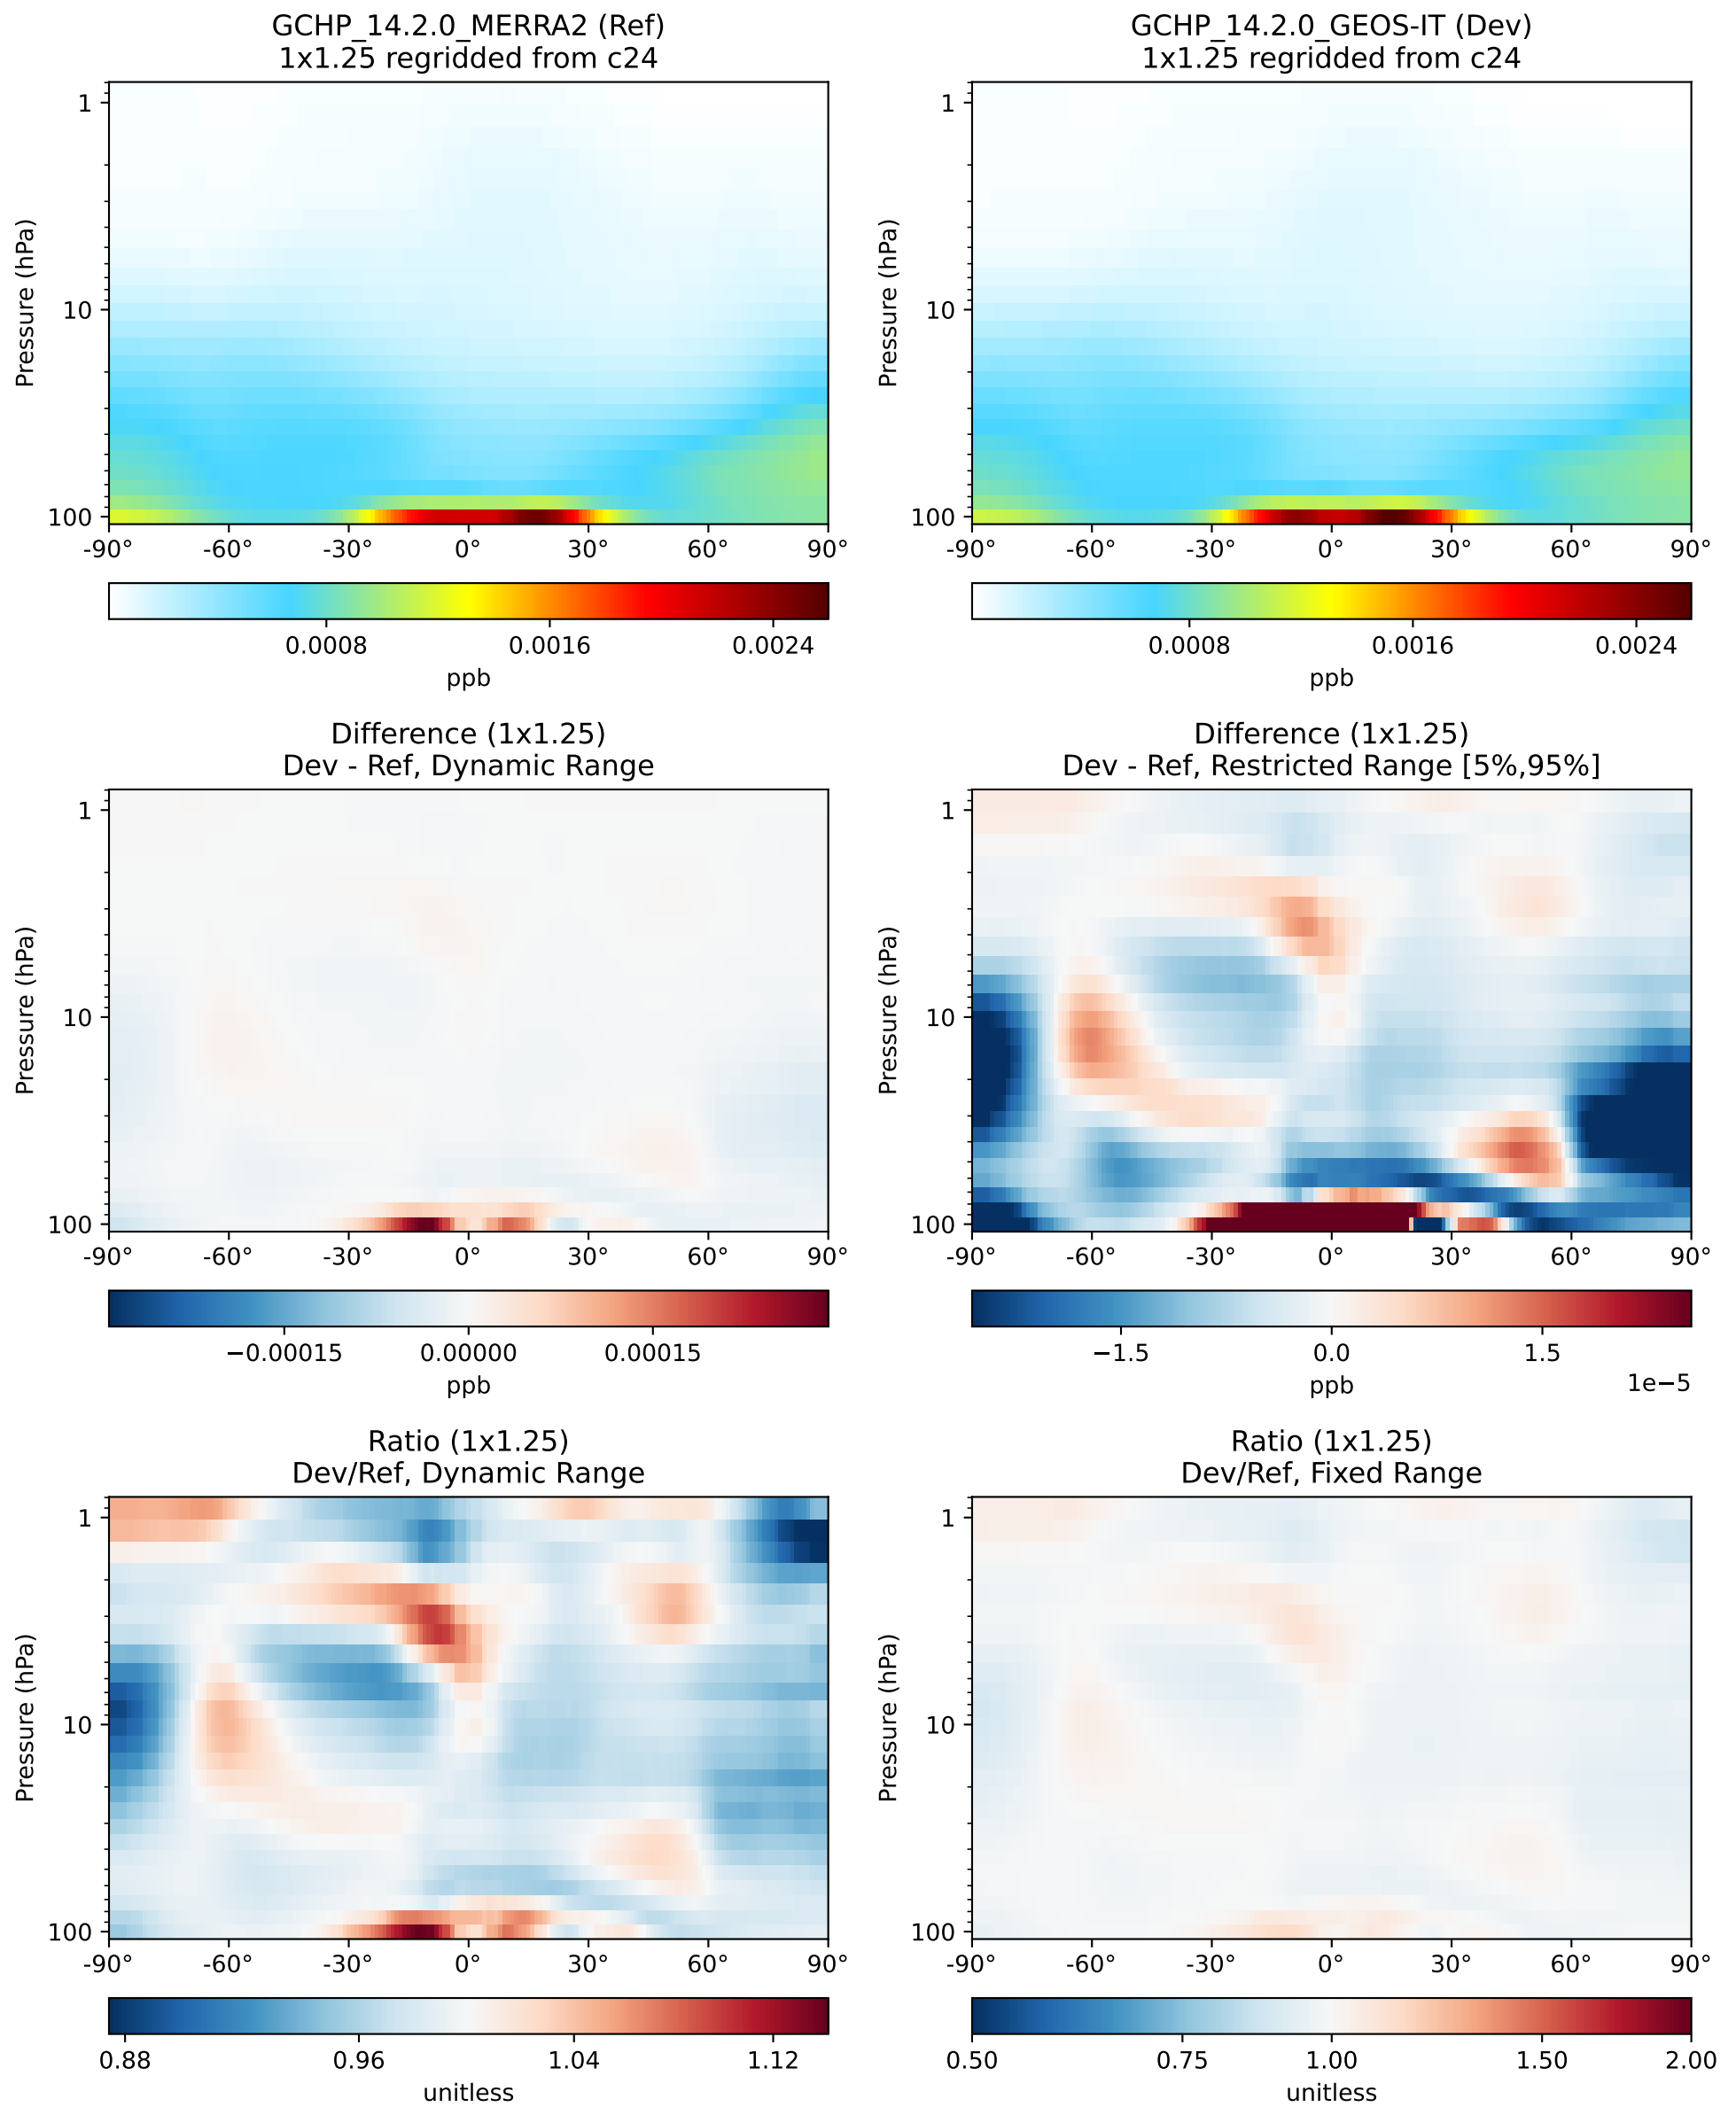 GCHP_14.2.0_MERRA2 (Ref)
1x1.25 regridded from c24
Pressure (hPa)
1
10
100
-90° -60° -30° 0° 30° 60° 90°
0.0008 0.0016 0.0024
ppb
GCHP_14.2.0_GEOS-IT (Dev)
1x1.25 regridded from c24
Pressure (hPa)
1
10
100
-90° -60° -30° 0° 30° 60° 90°
0.0008 0.0016 0.0024
ppb
Difference (1x1.25)
Dev - Ref, Dynamic Range
Pressure (hPa)
1
10
100
-90° -60° -30° 0° 30° 60° 90°
−0.00015 0.00000 0.00015
ppb
Difference (1x1.25)
Dev - Ref, Restricted Range [5%,95%]
Pressure (hPa)
1
10
100
-90° -60° -30° 0° 30° 60° 90°
−1.5 0.0 1.5
ppb
1e−5
Ratio (1x1.25)
Dev/Ref, Dynamic Range
Pressure (hPa)
1
10
100
-90° -60° -30° 0° 30° 60° 90°
0.88 0.96 1.04 1.12
unitless
Ratio (1x1.25)
Dev/Ref, Fixed Range
Pressure (hPa)
1
10
100
-90° -60° -30° 0° 30° 60° 90°
0.50 0.75 1.00 1.50 2.00
unitless